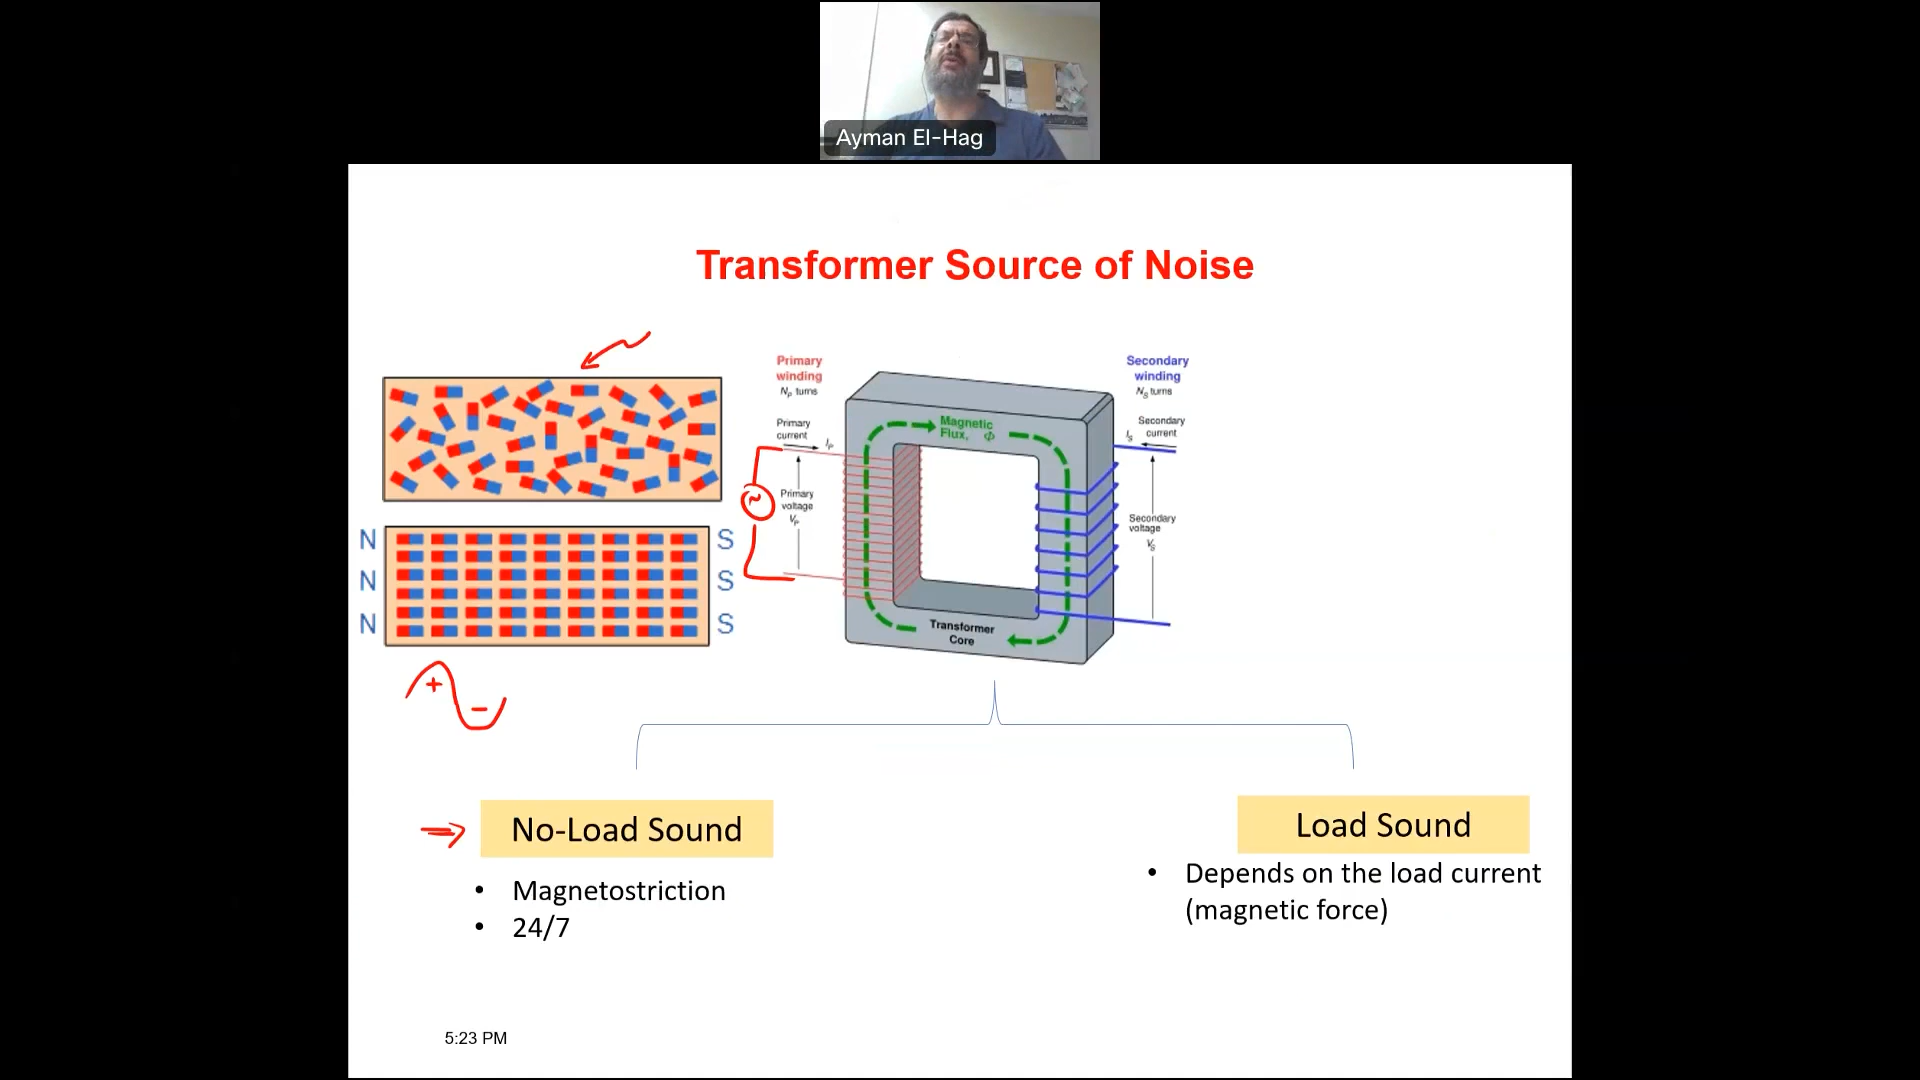 Ayman El-Hag
Transformer Source of Noise
Primary
winding
Nₚ turns
Primary
current
Iₚ
Primary
voltage
Vₚ
Magnetic
Flux, Φ
Transformer
Core
Secondary
winding
Nₛ turns
Secondary
current
Iₛ
Secondary
voltage
Vₛ
N S
N S
N S
~
+
-
No-Load Sound
• Magnetostriction
• 24/7
Load Sound
• Depends on the load current
(magnetic force)
5:23 PM